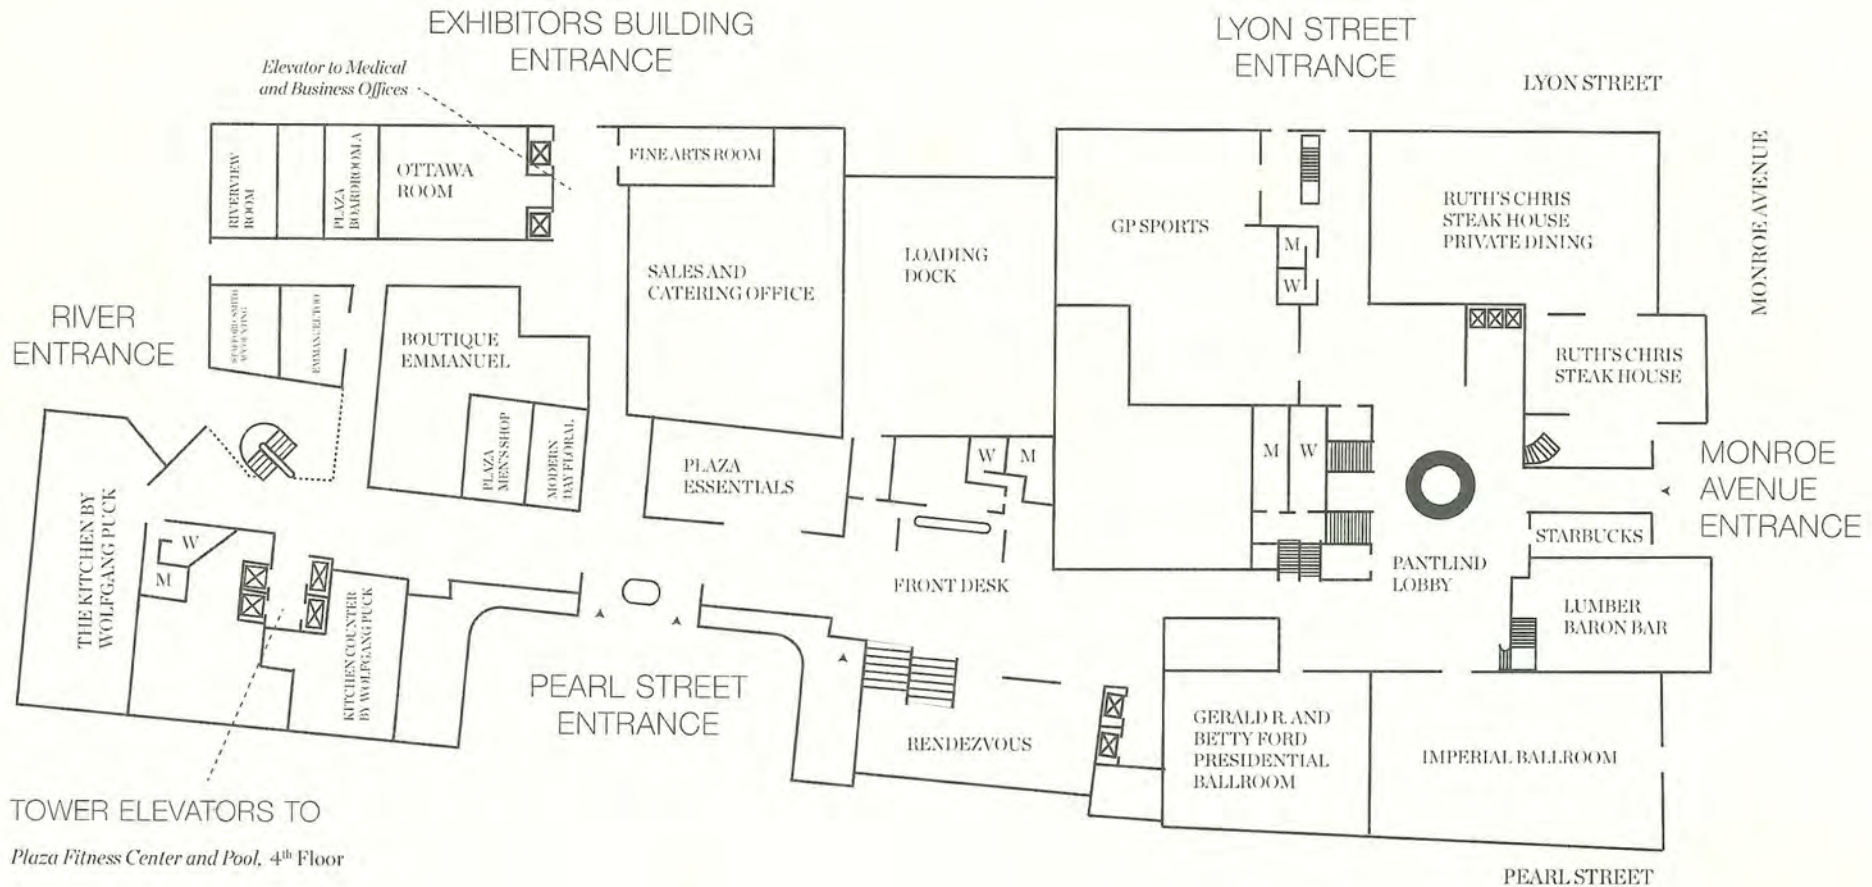 EXHIBITORS BUILDING
ENTRANCE
LYON STREET
ENTRANCE
Elevator to Medical
and Business Offices
LYON STREET
MONROE AVENUE
RIVERVIEW
ROOM
PLAZA
BOARDROOM A
OTTAWA
ROOM
FINE ARTS ROOM
GP SPORTS
M
W
RUTH'S CHRIS
STEAK HOUSE
PRIVATE DINING
LOADING
DOCK
SALES AND
CATERING OFFICE
RIVER
ENTRANCE
STAFFORD-SMITH
ACCOUNTING
EMMANUEL TOO
BOUTIQUE
EMMANUEL
RUTH'S CHRIS
STEAK HOUSE
PLAZA
MEN'S SHOP
MODERN
DAY FLORAL
PLAZA
ESSENTIALS
W
M
M
W
MONROE
AVENUE
ENTRANCE
THE KITCHEN BY
WOLFGANG PUCK
W
M
STARBUCKS
FRONT DESK
PANTLIND
LOBBY
LUMBER
BARON BAR
KITCHEN COUNTER
BY WOLFGANG PUCK
PEARL STREET
ENTRANCE
RENDEZVOUS
GERALD R. AND
BETTY FORD
PRESIDENTIAL
BALLROOM
IMPERIAL BALLROOM
TOWER ELEVATORS TO
Plaza Fitness Center and Pool, 4th Floor
PEARL STREET